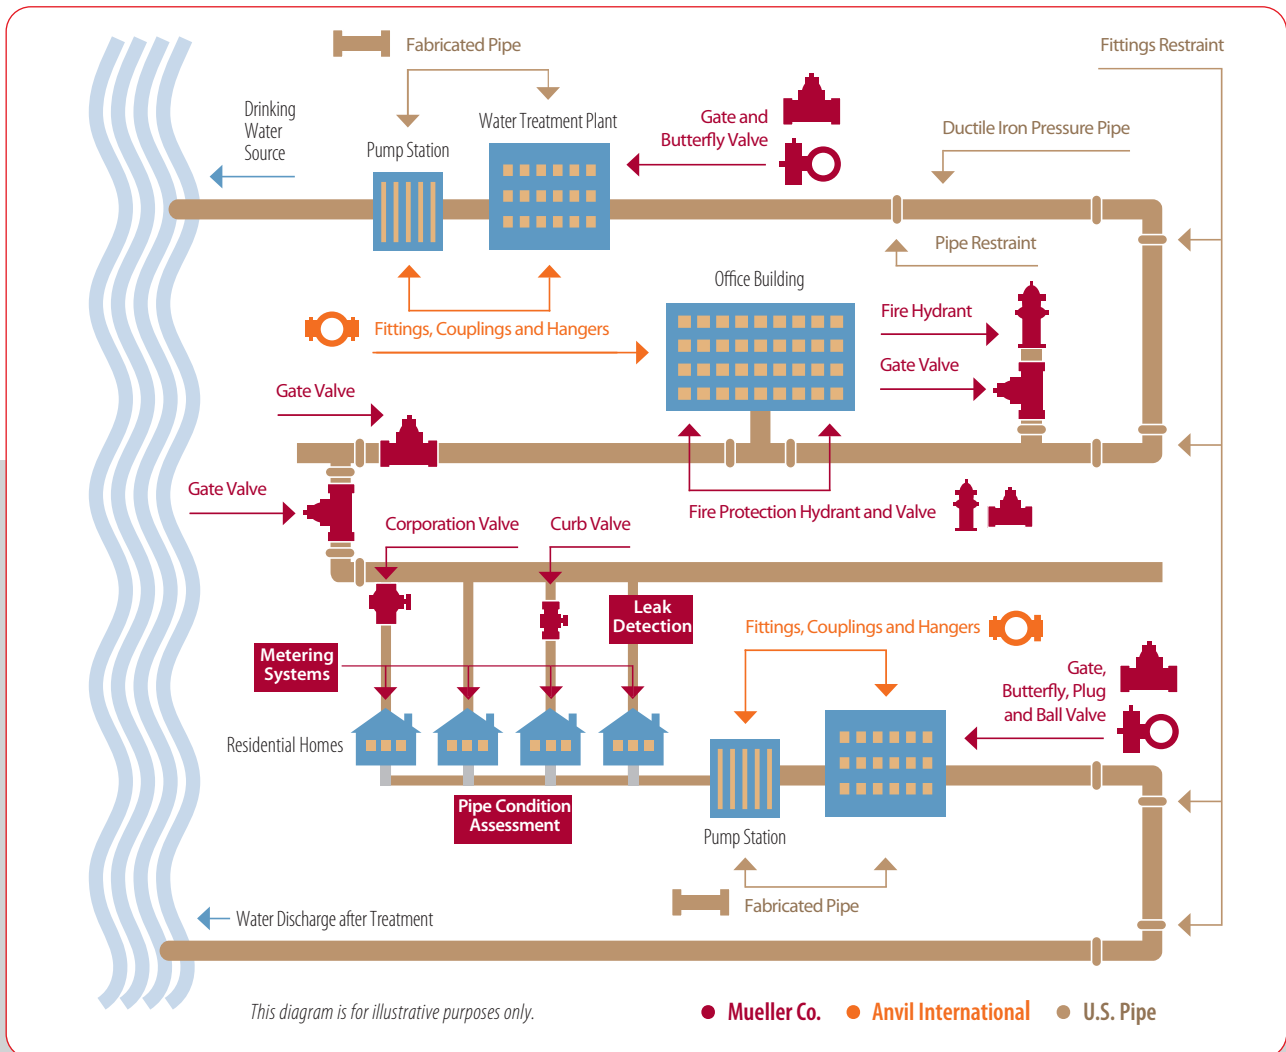 Fabricated Pipe
Fittings Restraint
Drinking
Water
Source
Pump Station
Water Treatment Plant
Gate and
Butterfly Valve
Ductile Iron Pressure Pipe
Pipe Restraint
Office Building
Fittings, Couplings and Hangers
Fire Hydrant
Gate Valve
Gate Valve
Gate Valve
Fire Protection Hydrant and Valve
Corporation Valve
Curb Valve
Leak
Detection
Metering
Systems
Fittings, Couplings and Hangers
Gate,
Butterfly, Plug
and Ball Valve
Residential Homes
Pipe Condition
Assessment
Pump Station
Fabricated Pipe
Water Discharge after Treatment
This diagram is for illustrative purposes only.
Mueller Co.
Anvil International
U.S. Pipe